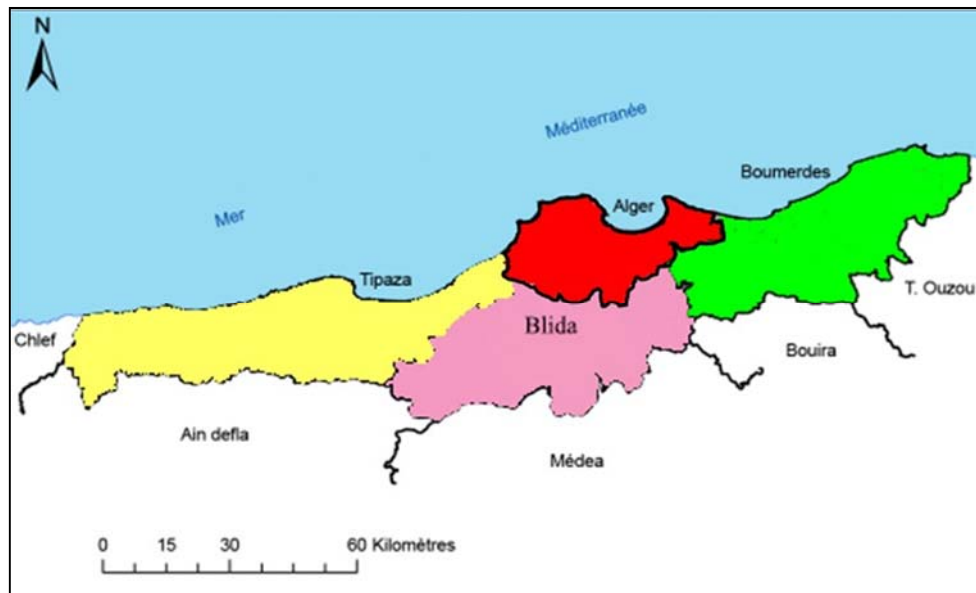 N
Méditerranée
Boumerdes
Mer
Alger
Tipaza
T. Ouzou
Chlef
Blida
Bouira
Ain defla
Médea
0 15 30 60 Kilomètres